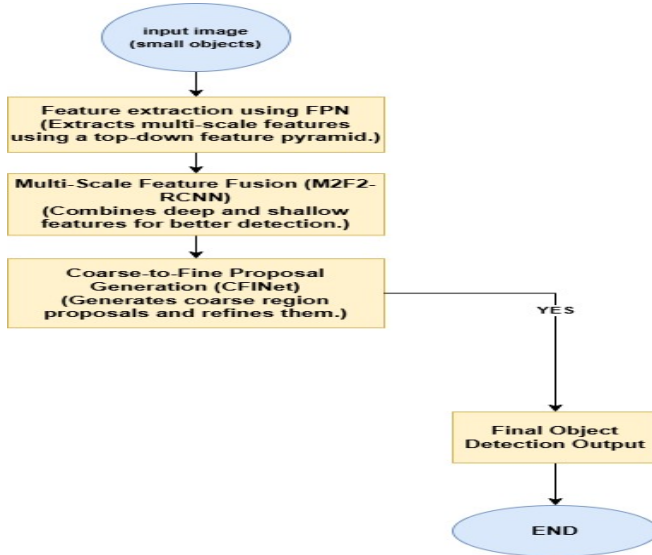 input image
(small objects)
Feature extraction using FPN
(Extracts multi-scale features
using a top-down feature pyramid.)
Multi-Scale Feature Fusion (M2F2-
RCNN)
(Combines deep and shallow
features for better detection.)
Coarse-to-Fine Proposal
Generation (CFINet)
(Generates coarse region
proposals and refines them.)
YES
Final Object
Detection Output
END